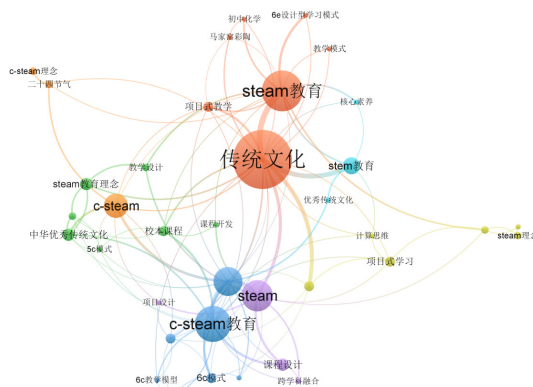 初中化学
6e设计型学习模式
马家窑彩陶
教学模式
c-steam理念
二十四节气
steam教育
项目式教学
核心素养
传统文化
stem教育
教学设计
steam教育理念
优秀传统文化
c-steam
课程开发
校本课程
中华优秀传统文化
计算思维
steam理念
5c模式
项目式学习
项目设计
steam
c-steam教育
课程设计
6c教学模型
6c模式
跨学科融合